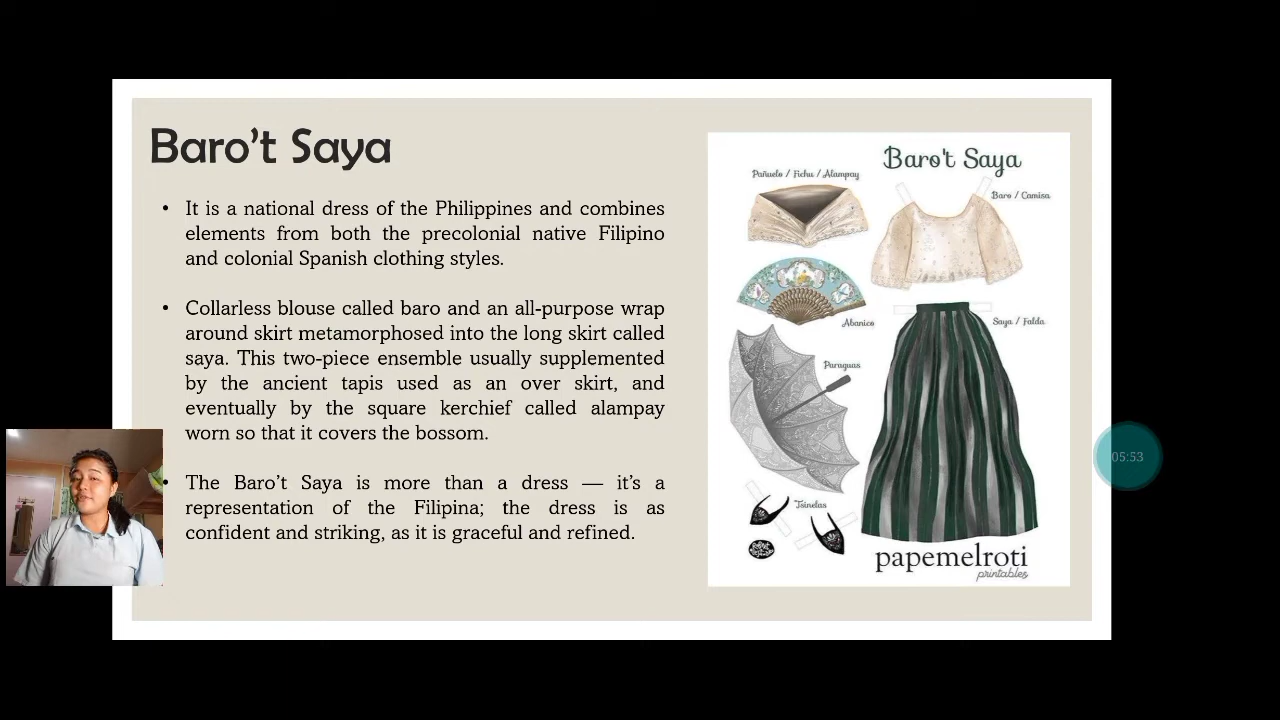 Baro't Saya
• It is a national dress of the Philippines and combines
elements from both the precolonial native Filipino
and colonial Spanish clothing styles.
• Collarless blouse called baro and an all-purpose wrap
around skirt metamorphosed into the long skirt called
saya. This two-piece ensemble usually supplemented
by the ancient tapis used as an over skirt, and
eventually by the square kerchief called alampay
worn so that it covers the bossom.
• The Baro't Saya is more than a dress — it's a
representation of the Filipina; the dress is as
confident and striking, as it is graceful and refined.
Baro't Saya
Pañuelo / Fichu / Alampay
Baro / Camisa
Abanico
Saya / Falda
Paraguas
Tsinelas
papemelroti
printables
05:53